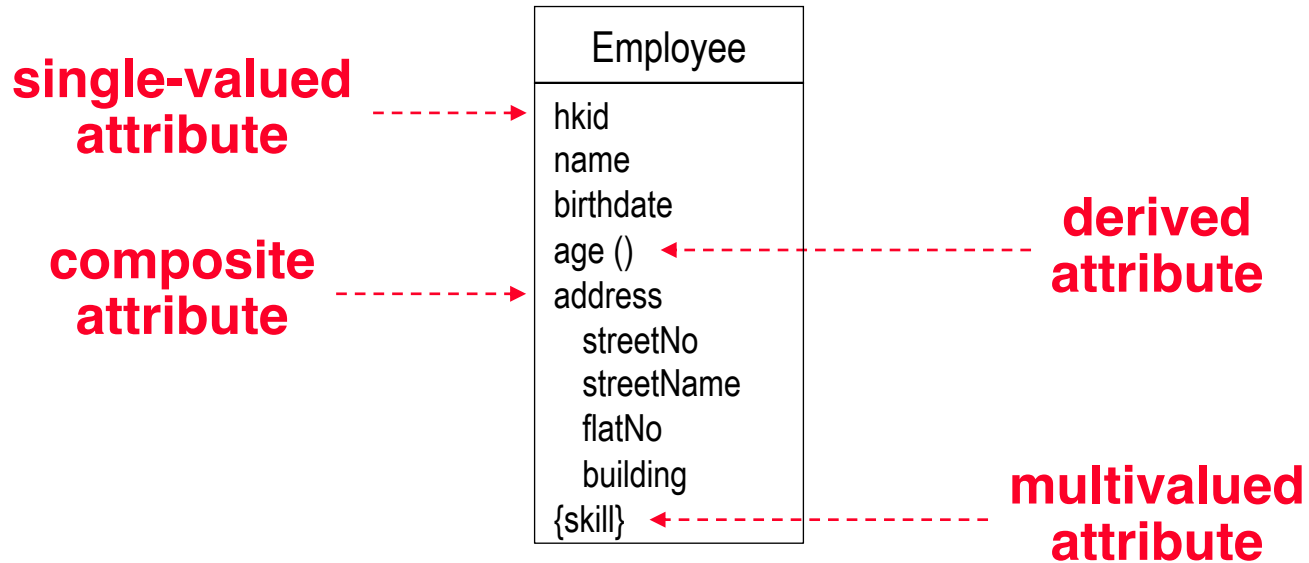 Employee
single-valued
attribute
hkid
name
birthdate
age ()
derived
attribute
composite
attribute
address
streetNo
streetName
flatNo
building
{skill}
multivalued
attribute